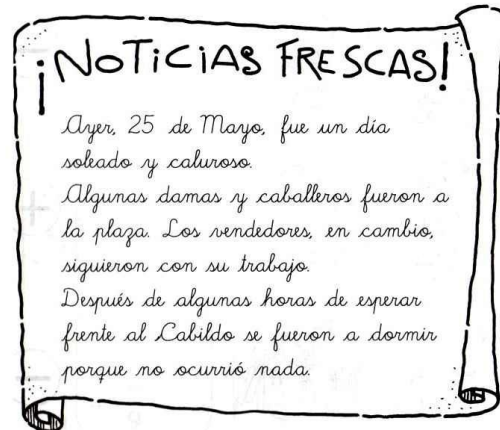 ¡NOTICIAS FRESCAS!
Ayer, 25 de Mayo, fue un día
soleado y caluroso.
Algunas damas y caballeros fueron a
la plaza. Los vendedores, en cambio,
siguieron con su trabajo.
Después de algunas horas de esperar
frente al Cabildo se fueron a dormir
porque no ocurrió nada.